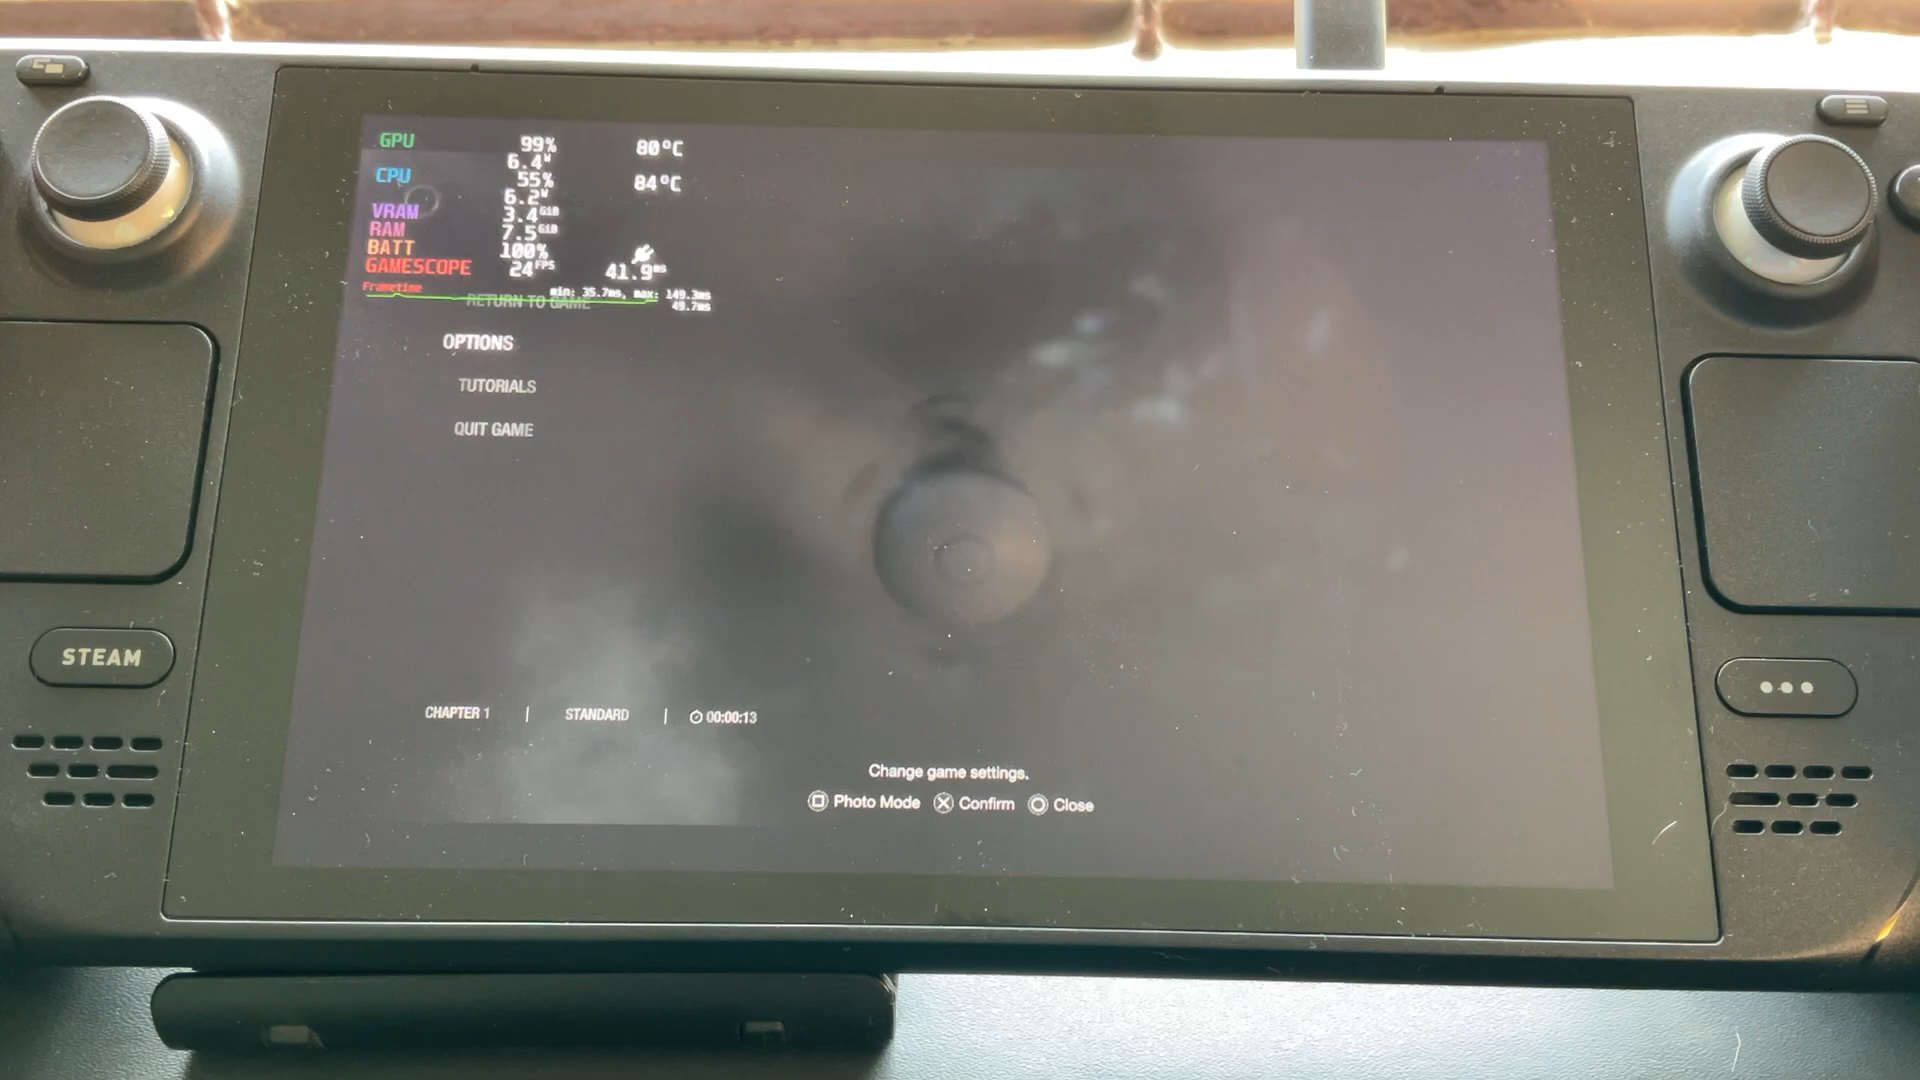 GPU 99% 80°C
6.4W
CPU 55% 84°C
6.2W
VRAM 3.4GiB
RAM 7.5GiB
BATT 100%
GAMESCOPE 24FPS 41.9ms
Frametime min: 35.7ms, max: 149.3ms
49.7ms
RETURN TO GAME
OPTIONS
TUTORIALS
QUIT GAME
STEAM
CHAPTER 1 | STANDARD | 00:00:13
Change game settings.
Photo Mode Confirm Close